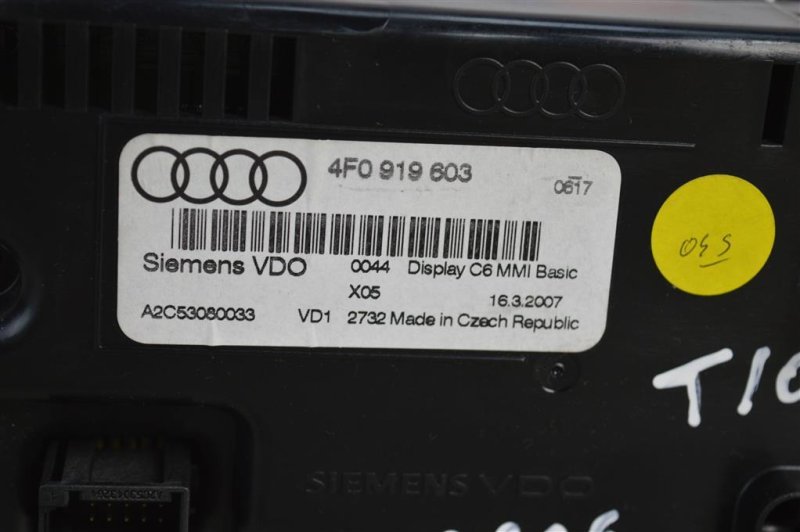 4F0 919 603
0617
Siemens VDO 0044 Display C6 MMI Basic
X05 16.3.2007
A2C53080033 VD1 2732 Made in Czech Republic
SIEMENS VDO